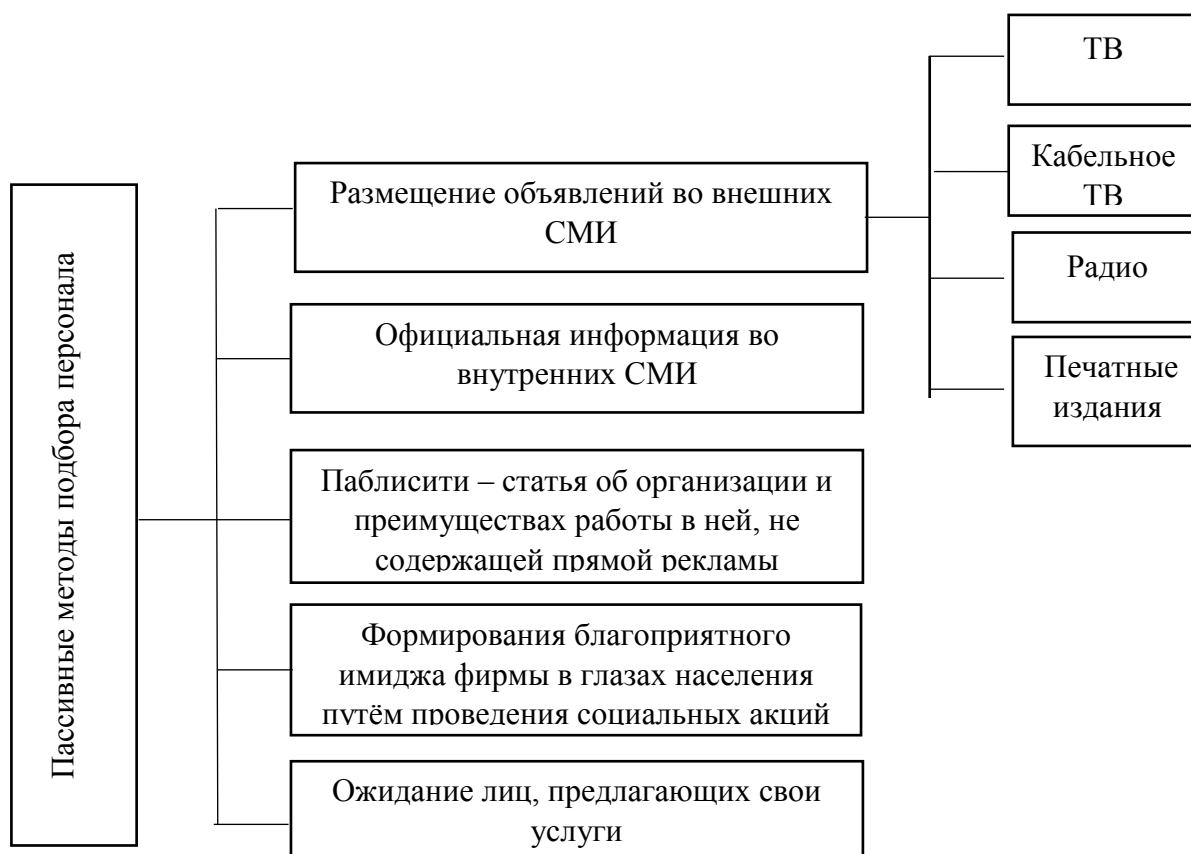 Пассивные методы подбора персонала
Размещение объявлений во внешних
СМИ
Официальная информация во
внутренних СМИ
Паблисити – статья об организации и
преимуществах работы в ней, не
содержащей прямой рекламы
Формирования благоприятного
имиджа фирмы в глазах населения
путём проведения социальных акций
Ожидание лиц, предлагающих свои
услуги
ТВ
Кабельное
ТВ
Радио
Печатные
издания